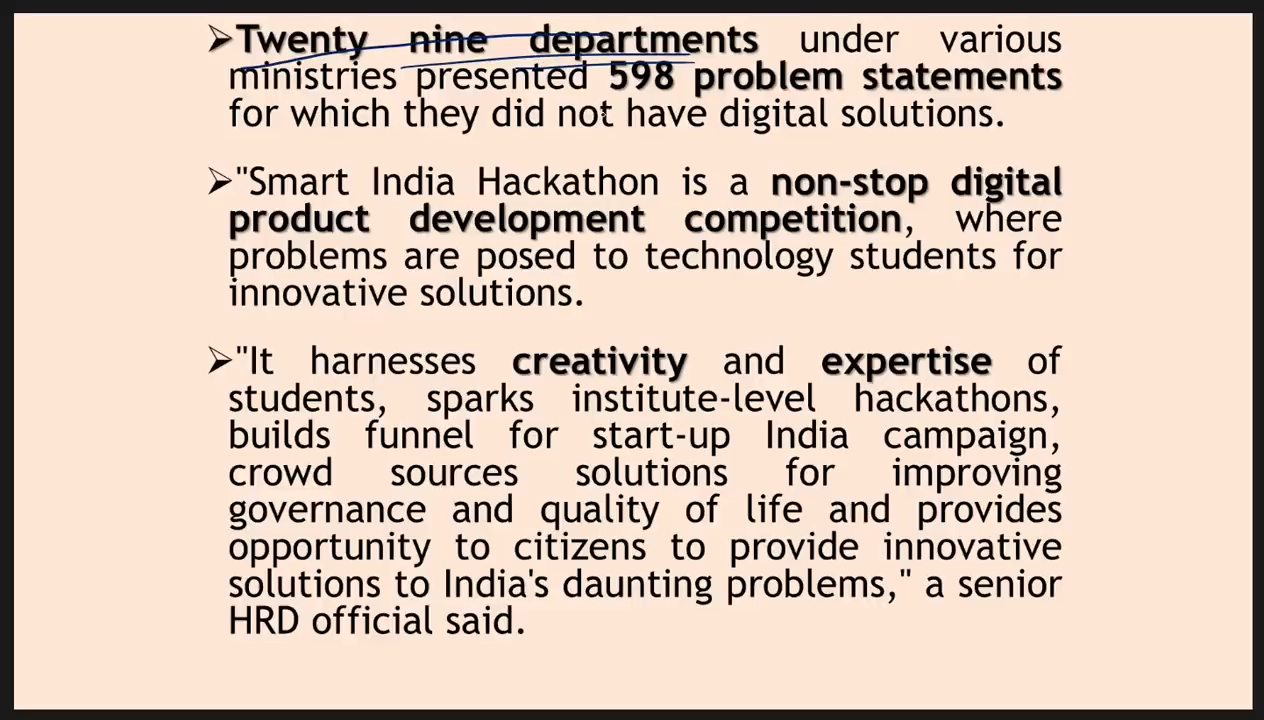 ➢Twenty nine departments under various
ministries presented 598 problem statements
for which they did not have digital solutions.
➢"Smart India Hackathon is a non-stop digital
product development competition, where
problems are posed to technology students for
innovative solutions.
➢"It harnesses creativity and expertise of
students, sparks institute-level hackathons,
builds funnel for start-up India campaign,
crowd sources solutions for improving
governance and quality of life and provides
opportunity to citizens to provide innovative
solutions to India's daunting problems," a senior
HRD official said.